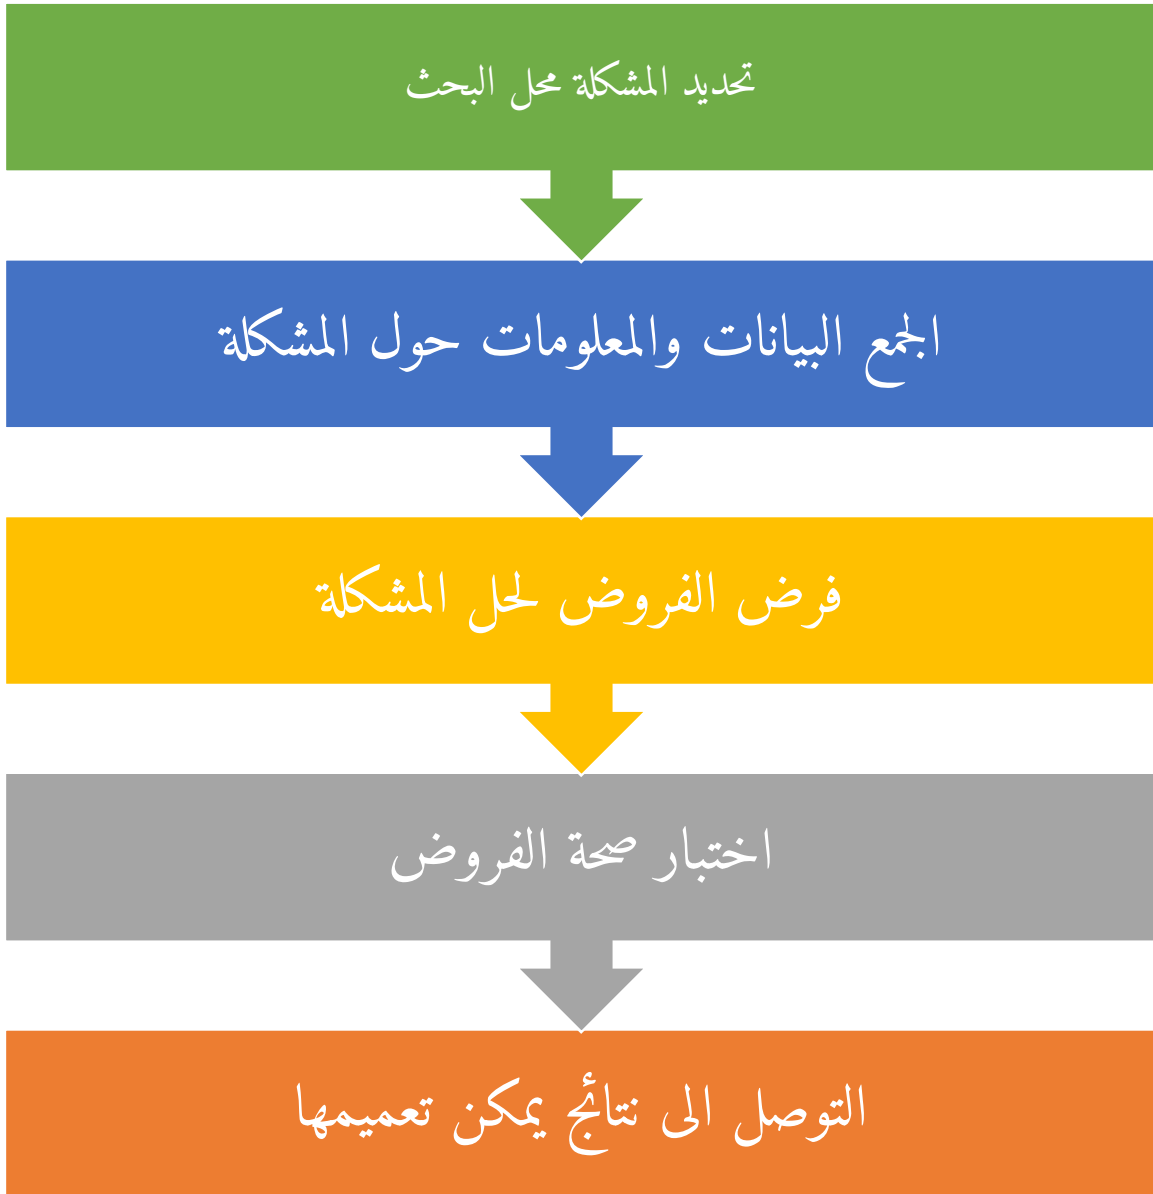 تحديد المشكلة محل البحث
الجمع البيانات والمعلومات حول المشكلة
فرض الفروض لحل المشكلة
اختبار صحة الفروض
التوصل الى نتائج يمكن تعميمها